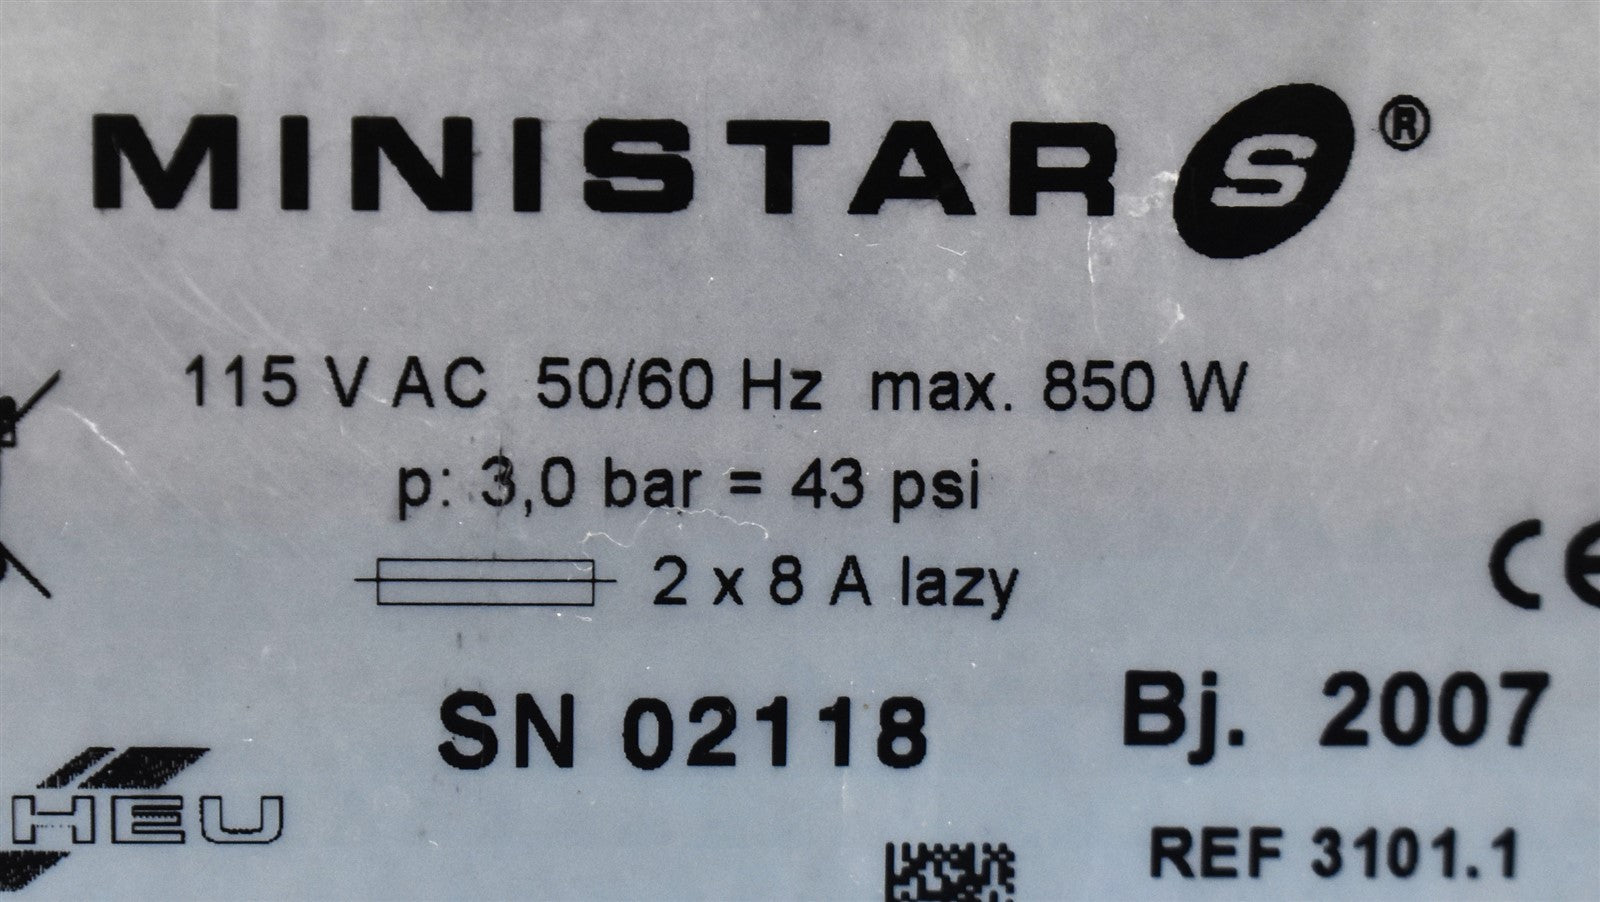 MINISTAR S ®
115 V AC 50/60 Hz max. 850 W
p: 3,0 bar = 43 psi
2 x 8 A lazy
CE
SN 02118
Bj. 2007
HEU
REF 3101.1